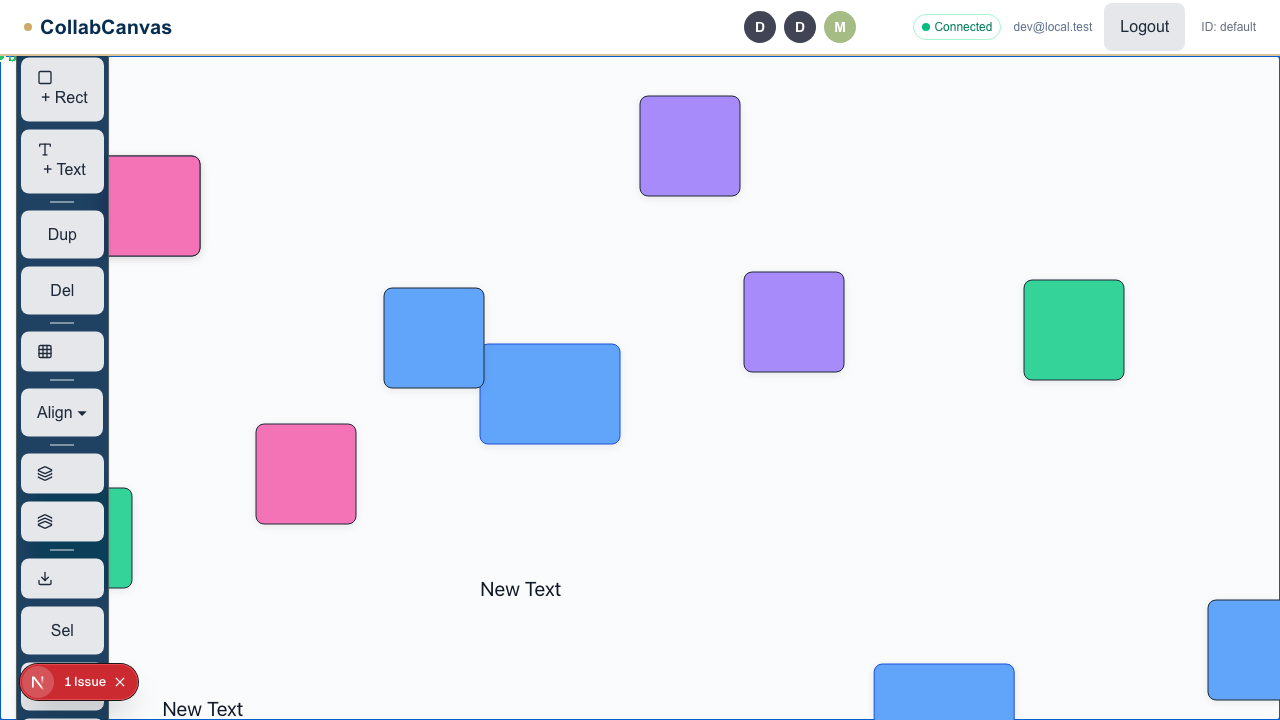 CollabCanvas
D D M
Connected dev@local.test Logout ID: default
+ Rect
+ Text
Dup
Del
Align
Sel
1 Issue
New Text
New Text